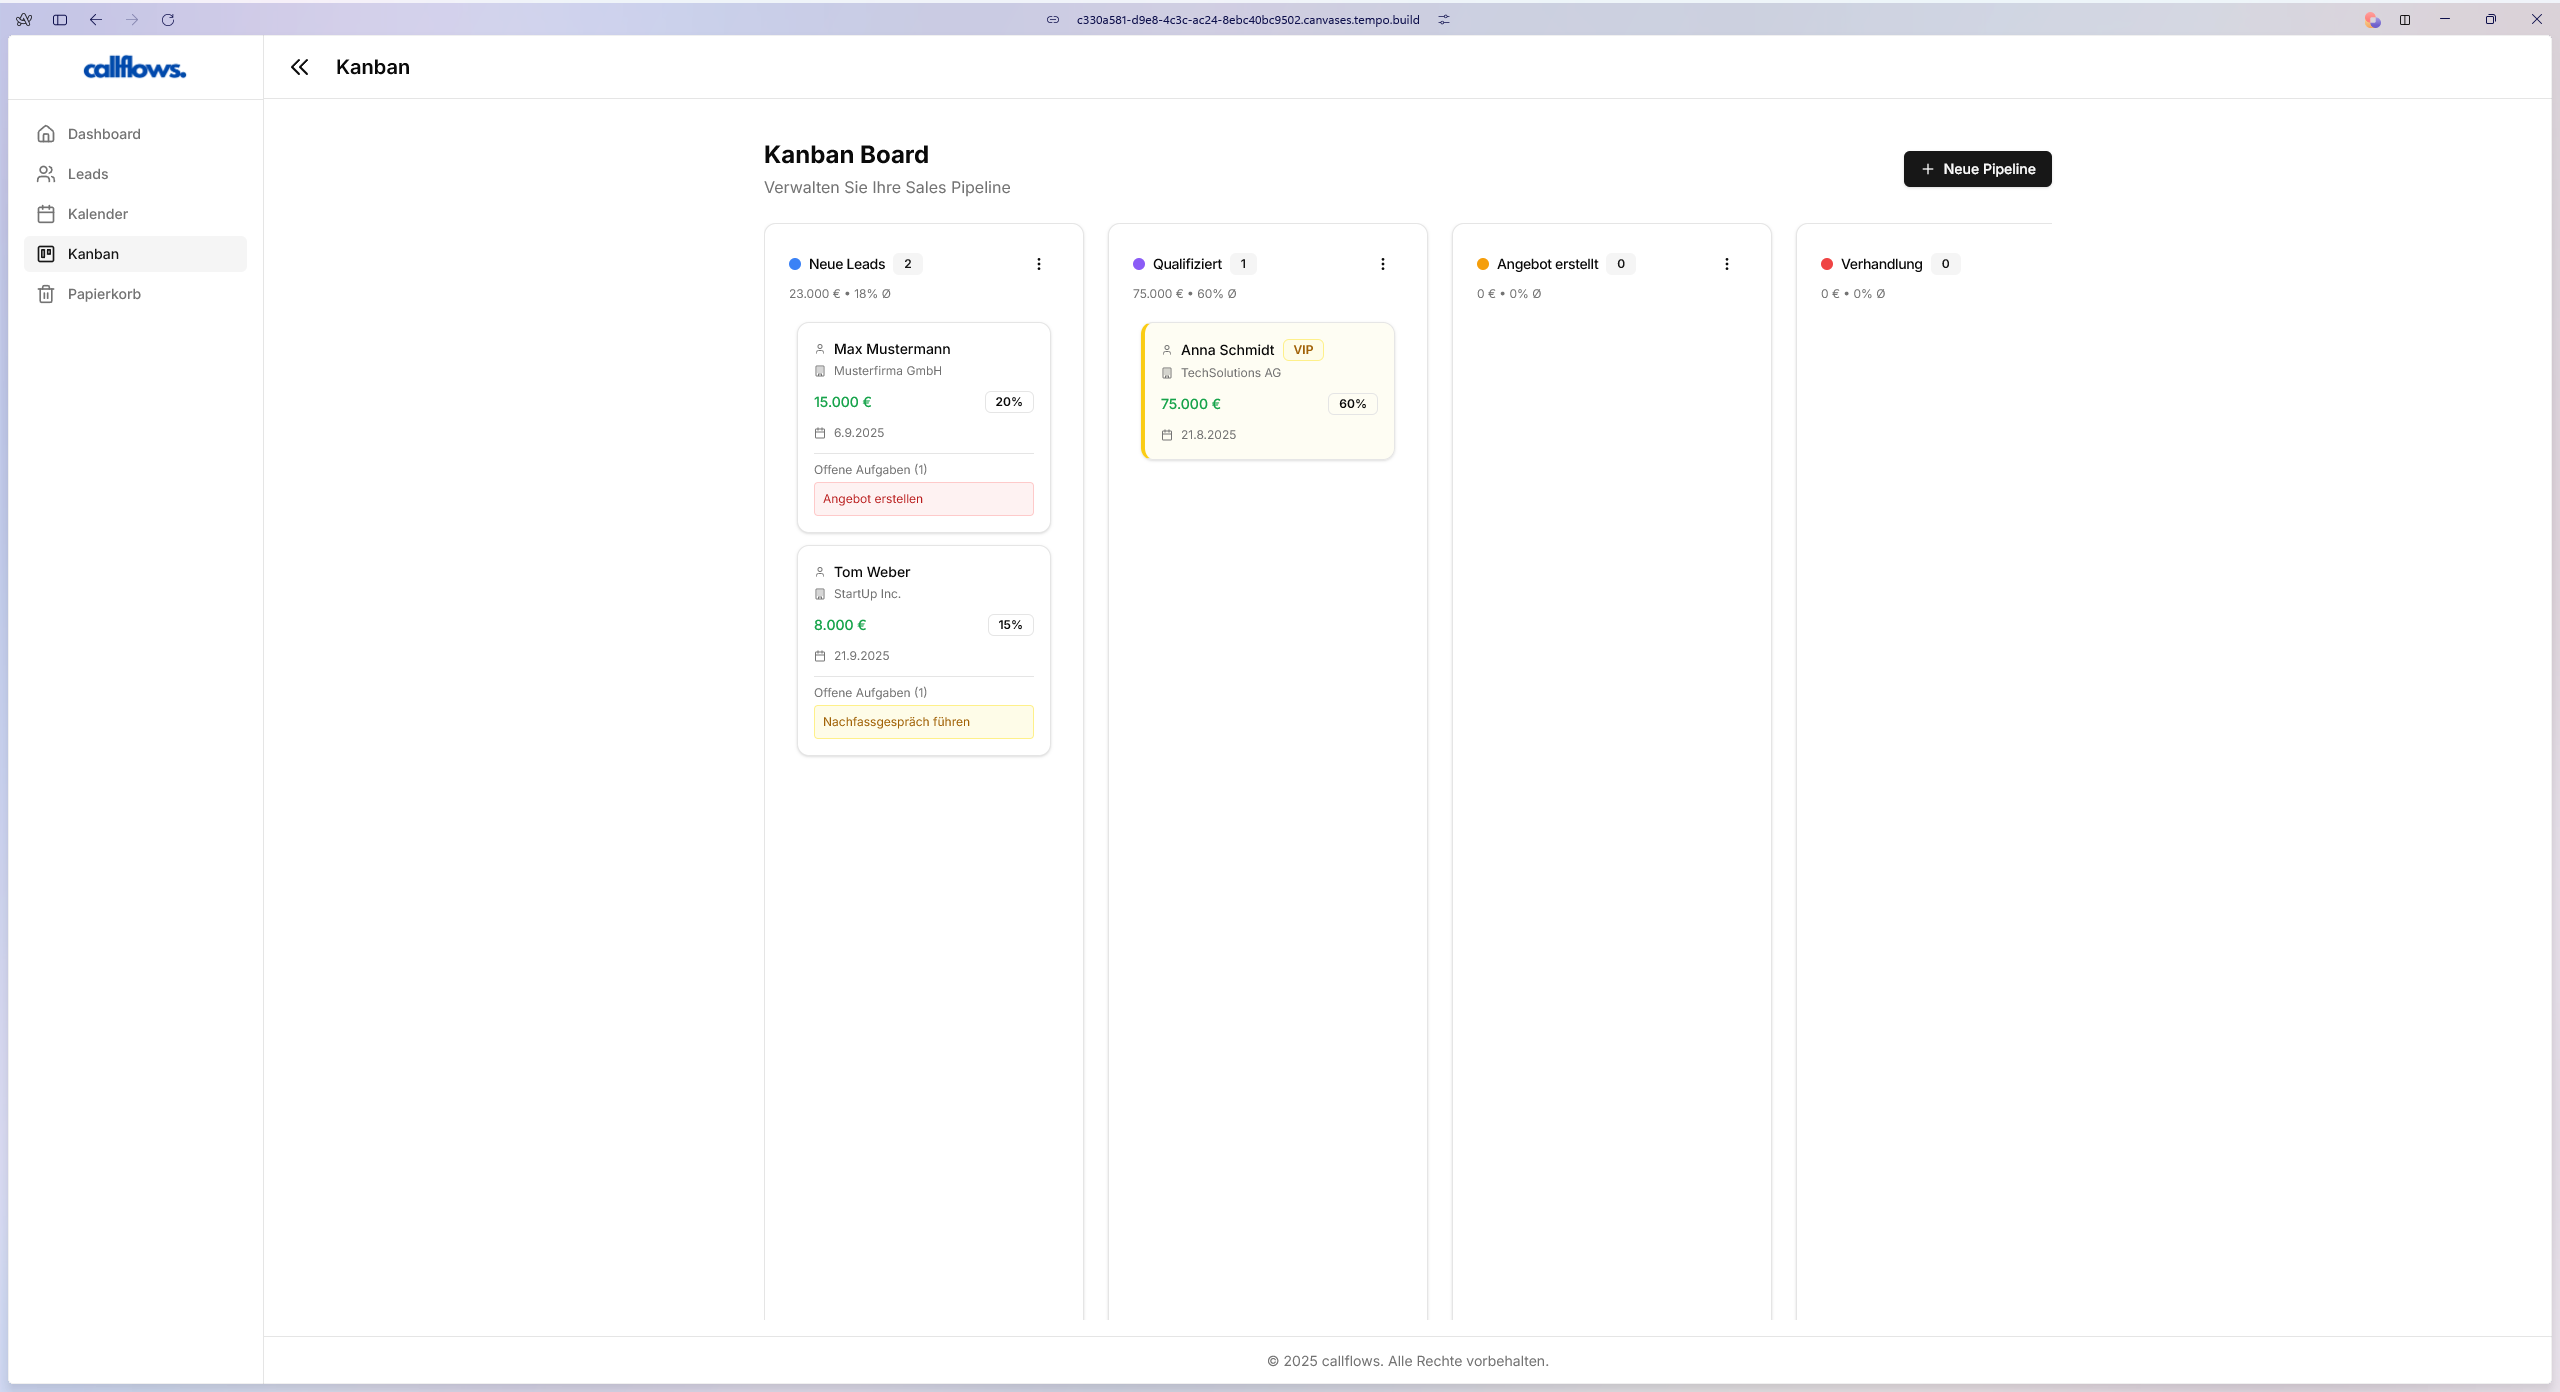 c330a581-d9e8-4c3c-ac24-8ebc40bc9502.canvases.tempo.build
callflows.
Kanban
Dashboard
Leads
Kalender
Kanban
Papierkorb
Kanban Board
Verwalten Sie Ihre Sales Pipeline
Neue Pipeline
Neue Leads 2
23.000 € • 18% Ø
Max Mustermann
Musterfirma GmbH
15.000 € 20%
6.9.2025
Offene Aufgaben (1)
Angebot erstellen
Tom Weber
StartUp Inc.
8.000 € 15%
21.9.2025
Offene Aufgaben (1)
Nachfassgespräch führen
Qualifiziert 1
75.000 € • 60% Ø
Anna Schmidt VIP
TechSolutions AG
75.000 € 60%
21.8.2025
Angebot erstellt 0
0 € • 0% Ø
Verhandlung 0
0 € • 0% Ø
© 2025 callflows. Alle Rechte vorbehalten.